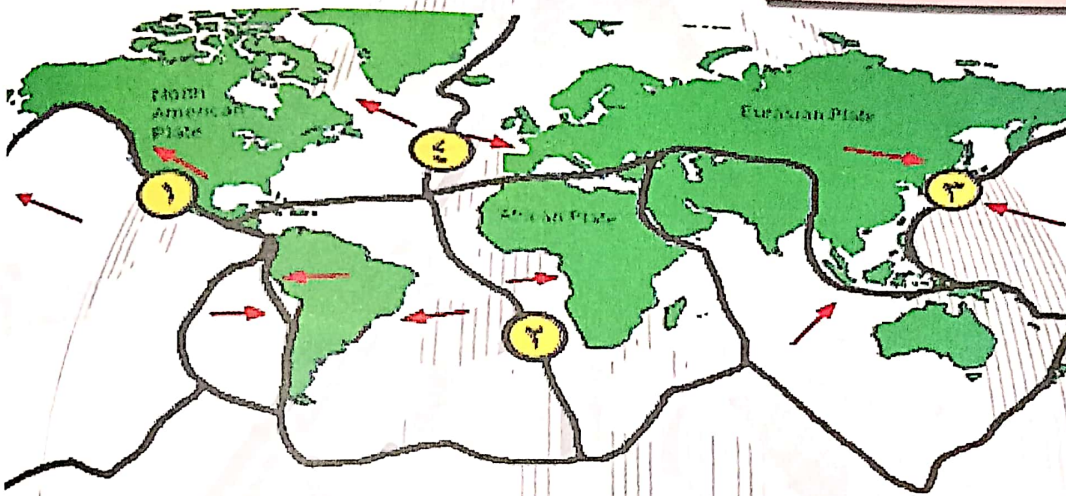 North
American
Plate
Eurasian Plate
٤
١
٣
African Plate
٢